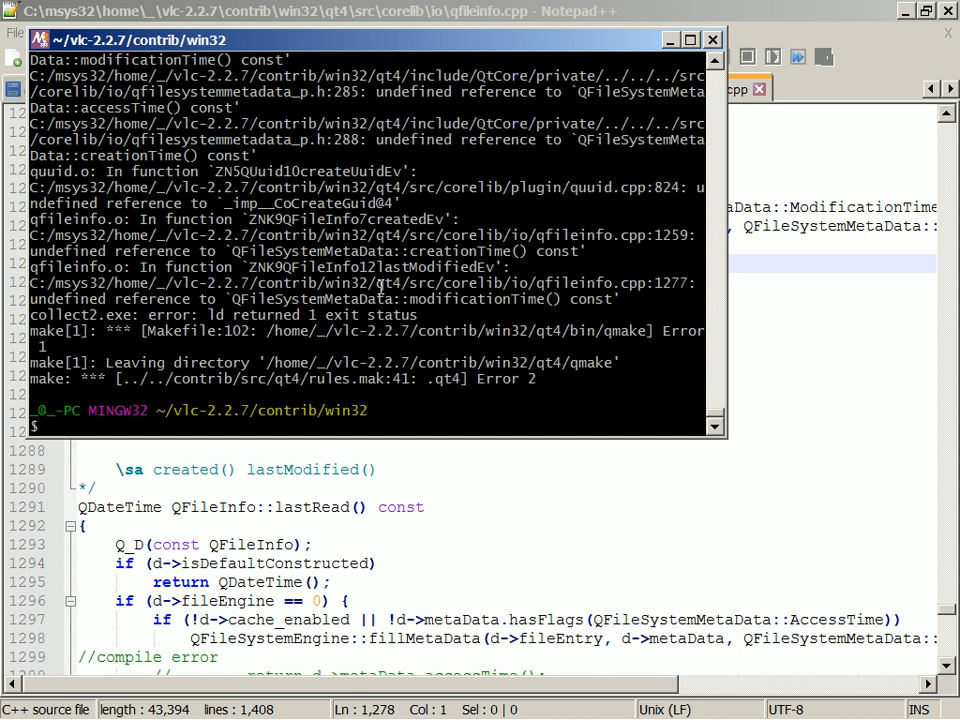 C:\msys32\home\_\vlc-2.2.7\contrib\win32\qt4\src\corelib\io\qfileinfo.cpp - Notepad++
File
X
~/vlc-2.2.7/contrib/win32
Data::modificationTime() const'
C:/msys32/home/_/vlc-2.2.7/contrib/win32/qt4/include/QtCore/private/../../../src
/corelib/io/qfilesystemmetadata_p.h:285: undefined reference to `QFileSystemMeta
Data::accessTime() const'
C:/msys32/home/_/vlc-2.2.7/contrib/win32/qt4/include/QtCore/private/../../../src
/corelib/io/qfilesystemmetadata_p.h:288: undefined reference to `QFileSystemMeta
Data::creationTime() const'
quuid.o: In function `ZN5QUuid10createUuidEv':
C:/msys32/home/_/vlc-2.2.7/contrib/win32/qt4/src/corelib/plugin/quuid.cpp:824: u
ndefined reference to `_imp__CoCreateGuid@4'
qfileinfo.o: In function `ZNK9QFileInfo7createdEv':
C:/msys32/home/_/vlc-2.2.7/contrib/win32/qt4/src/corelib/io/qfileinfo.cpp:1259:
undefined reference to `QFileSystemMetaData::creationTime() const'
qfileinfo.o: In function `ZNK9QFileInfo12lastModifiedEv':
C:/msys32/home/_/vlc-2.2.7/contrib/win32/qt4/src/corelib/io/qfileinfo.cpp:1277:
undefined reference to `QFileSystemMetaData::modificationTime() const'
collect2.exe: error: ld returned 1 exit status
make[1]: *** [Makefile:102: /home/_/vlc-2.2.7/contrib/win32/qt4/bin/qmake] Error
1
make[1]: Leaving directory '/home/_/vlc-2.2.7/contrib/win32/qt4/qmake'
make: *** [../../contrib/src/qt4/rules.mak:41: .qt4] Error 2
_@_-PC MINGW32 ~/vlc-2.2.7/contrib/win32
$
cpp
aData::ModificationTime
, QFileSystemMetaData::
1288
1289 \sa created() lastModified()
1290 */
1291 QDateTime QFileInfo::lastRead() const
1292 {
1293 Q_D(const QFileInfo);
1294 if (d->isDefaultConstructed)
1295 return QDateTime();
1296 if (d->fileEngine == 0) {
1297 if (!d->cache_enabled || !d->metaData.hasFlags(QFileSystemMetaData::AccessTime))
1298 QFileSystemEngine::fillMetaData(d->fileEntry, d->metaData, QFileSystemMetaData::
1299 //compile error
// return d->metaData.accessTime();
C++ source file length : 43,394 lines : 1,408 Ln : 1,278 Col : 1 Sel : 0 | 0 Unix (LF) UTF-8 INS